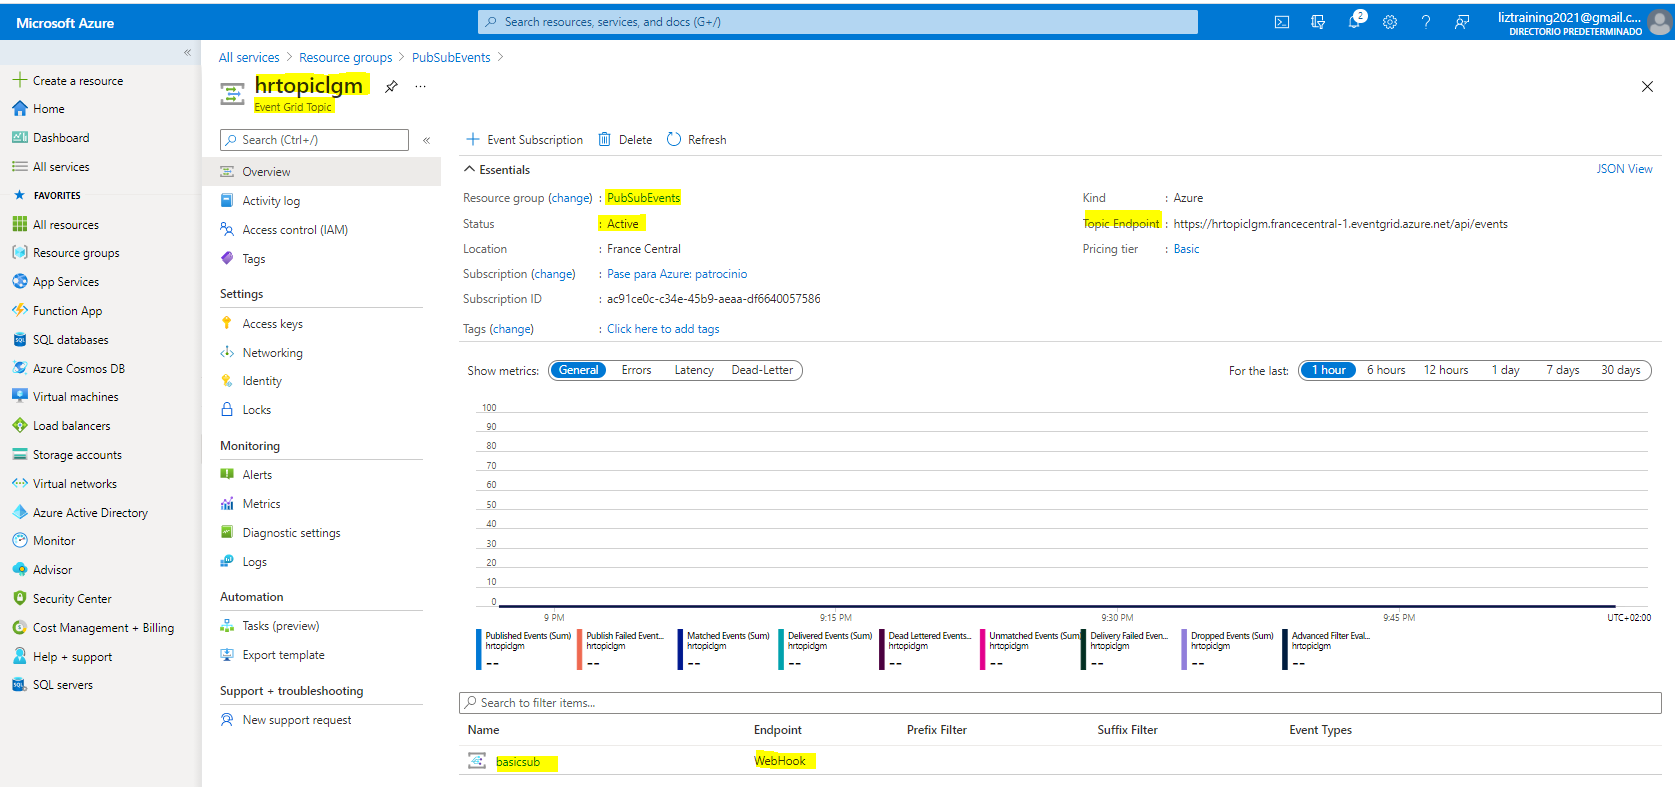 Microsoft Azure
Search resources, services, and docs (G+/)
2
liztraining2021@gmail.c...
DIRECTORIO PREDETERMINADO
«
Create a resource
Home
Dashboard
All services
FAVORITES
All resources
Resource groups
App Services
Function App
SQL databases
Azure Cosmos DB
Virtual machines
Load balancers
Storage accounts
Virtual networks
Azure Active Directory
Monitor
Advisor
Security Center
Cost Management + Billing
Help + support
SQL servers
All services > Resource groups > PubSubEvents >
hrtopiclgm
...
Event Grid Topic
Search (Ctrl+/)
«
Overview
Activity log
Access control (IAM)
Tags
Settings
Access keys
Networking
Identity
Locks
Monitoring
Alerts
Metrics
Diagnostic settings
Logs
Automation
Tasks (preview)
Export template
Support + troubleshooting
New support request
Event Subscription Delete Refresh
Essentials
JSON View
Resource group (change) : PubSubEvents
Status : Active
Location : France Central
Subscription (change) : Pase para Azure: patrocinio
Subscription ID : ac91ce0c-c34e-45b9-aeaa-df6640057586
Tags (change) : Click here to add tags
Kind : Azure
Topic Endpoint : https://hrtopiclgm.francecentral-1.eventgrid.azure.net/api/events
Pricing tier : Basic
Show metrics: General Errors Latency Dead-Letter
For the last: 1 hour 6 hours 12 hours 1 day 7 days 30 days
100
90
80
70
60
50
40
30
20
10
0
9 PM 9:15 PM 9:30 PM 9:45 PM UTC+02:00
Published Events (Sum)
hrtopiclgm
--
Publish Failed Event...
hrtopiclgm
--
Matched Events (Sum)
hrtopiclgm
--
Delivered Events (Sum)
hrtopiclgm
--
Dead Lettered Events...
hrtopiclgm
--
Unmatched Events (Sum)
hrtopiclgm
--
Delivery Failed Even...
hrtopiclgm
--
Dropped Events (Sum)
hrtopiclgm
--
Advanced Filter Eval...
hrtopiclgm
--
Search to filter items...
Name Endpoint Prefix Filter Suffix Filter Event Types
basicsub WebHook